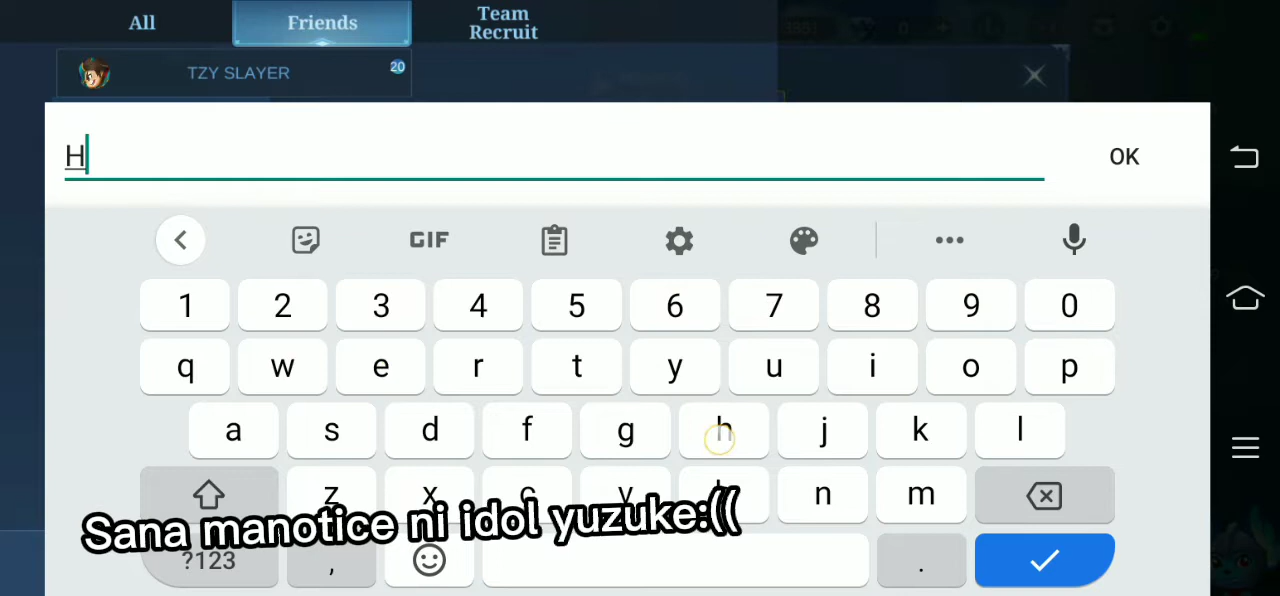 All
Friends
Team
Recruit
TZY SLAYER
20
H
OK
GIF
1 2 3 4 5 6 7 8 9 0
q w e r t y u i o p
a s d f g h j k l
z x c v b n m
Sana manotice ni idol yuzuke:((
?123 , .